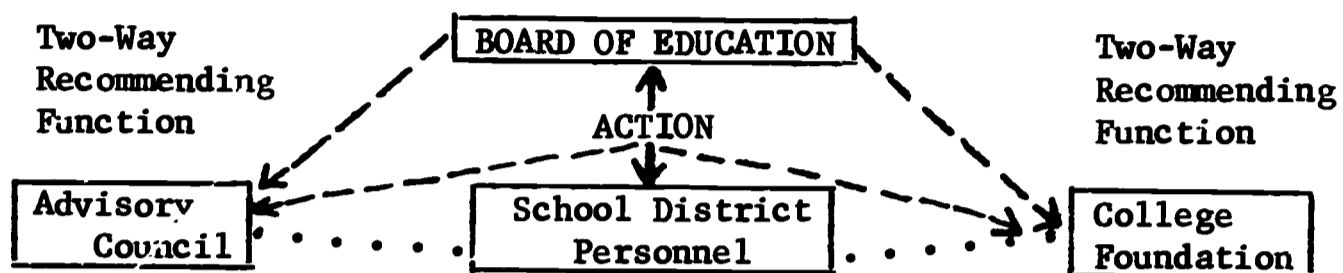 Two-Way
Recommending
Function
BOARD OF EDUCATION
Two-Way
Recommending
Function
ACTION
Advisory
Council
School District
Personnel
College
Foundation